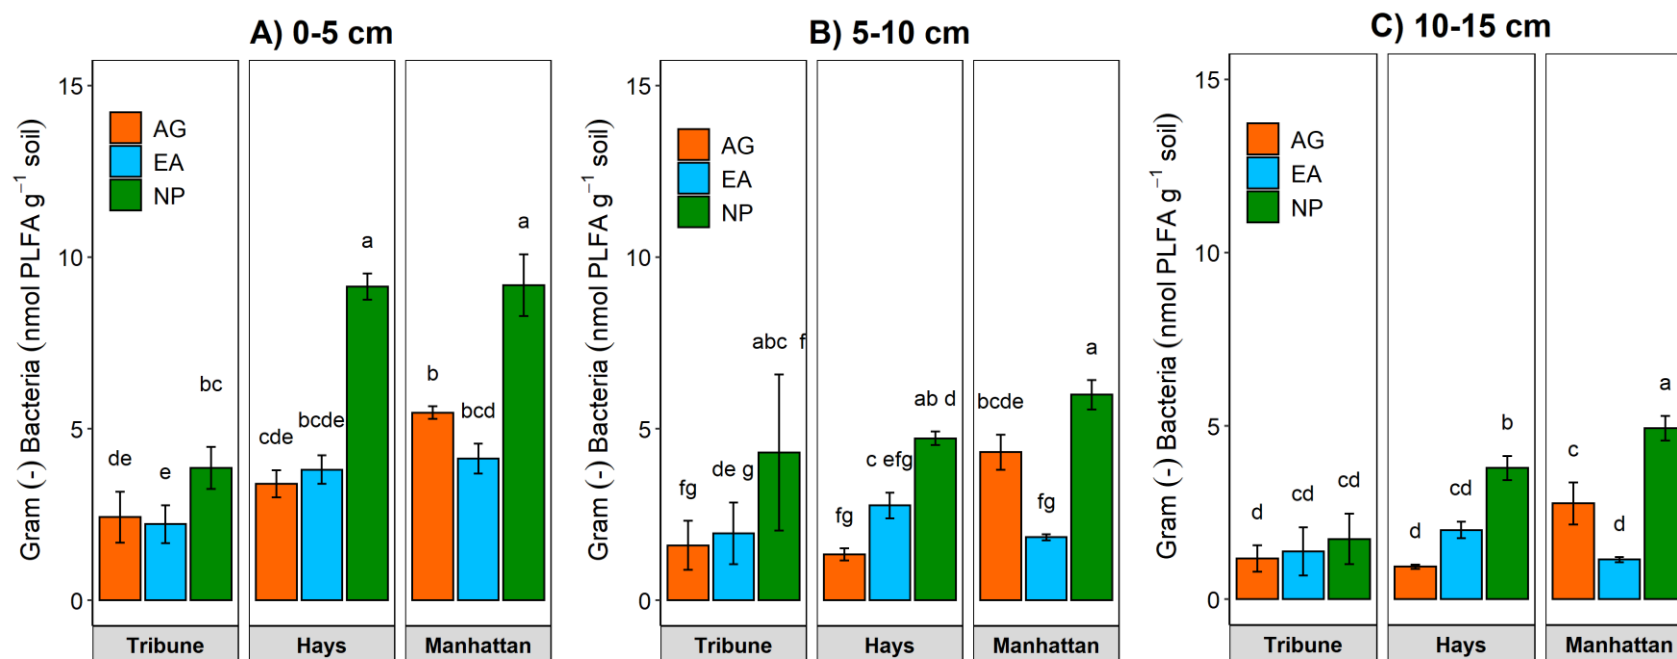 A) 0-5 cm
Gram (-) Bacteria (nmol PLFA g⁻¹ soil)
15
10
5
0
AG
EA
NP
de
e
bc
cde
bcde
a
b
bcd
a
Tribune
Hays
Manhattan
B) 5-10 cm
Gram (-) Bacteria (nmol PLFA g⁻¹ soil)
15
10
5
0
AG
EA
NP
fg
de g
abc f
fg
c efg
ab d
bcde
fg
a
Tribune
Hays
Manhattan
C) 10-15 cm
Gram (-) Bacteria (nmol PLFA g⁻¹ soil)
15
10
5
0
AG
EA
NP
d
cd
cd
d
cd
b
c
d
a
Tribune
Hays
Manhattan